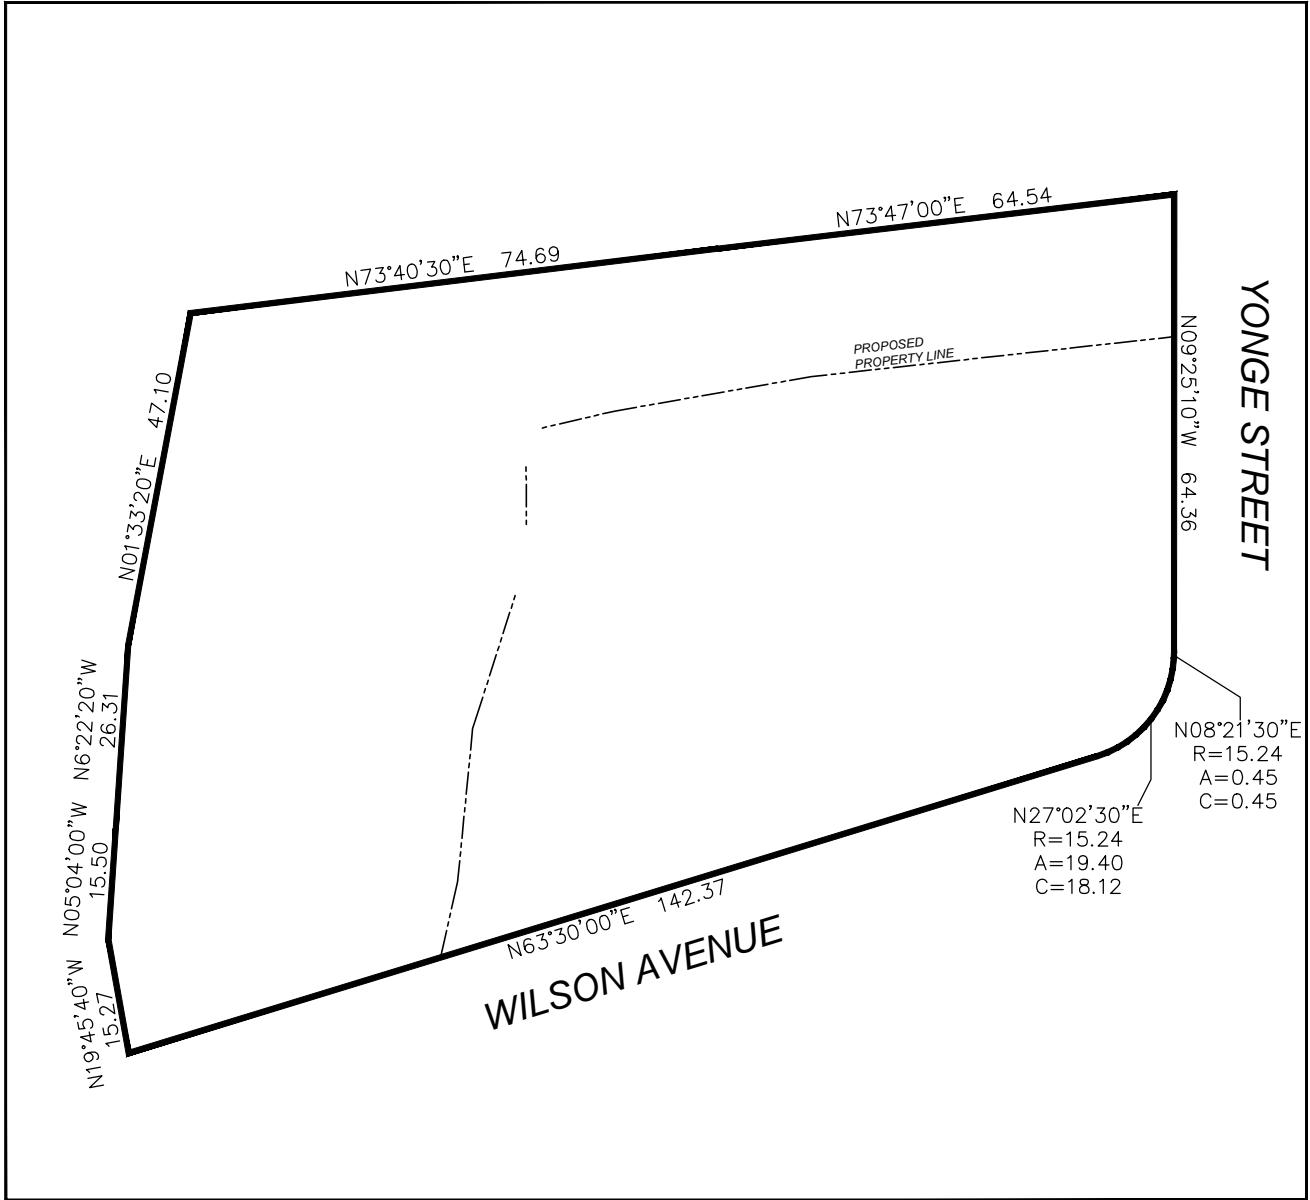 N73°47'00"E 64.54
N73°40'30"E 74.69
YONGE STREET
N09°25'10"W 64.36
PROPOSED
PROPERTY LINE
N01°33'20"E 47.10
N6°22'20"W
26.31
N05°04'00"W
15.50
N19°45'40"W
15.27
N08°21'30"E
R=15.24
A=0.45
C=0.45
N27°02'30"E
R=15.24
A=19.40
C=18.12
N63°30'00"E 142.37
WILSON AVENUE